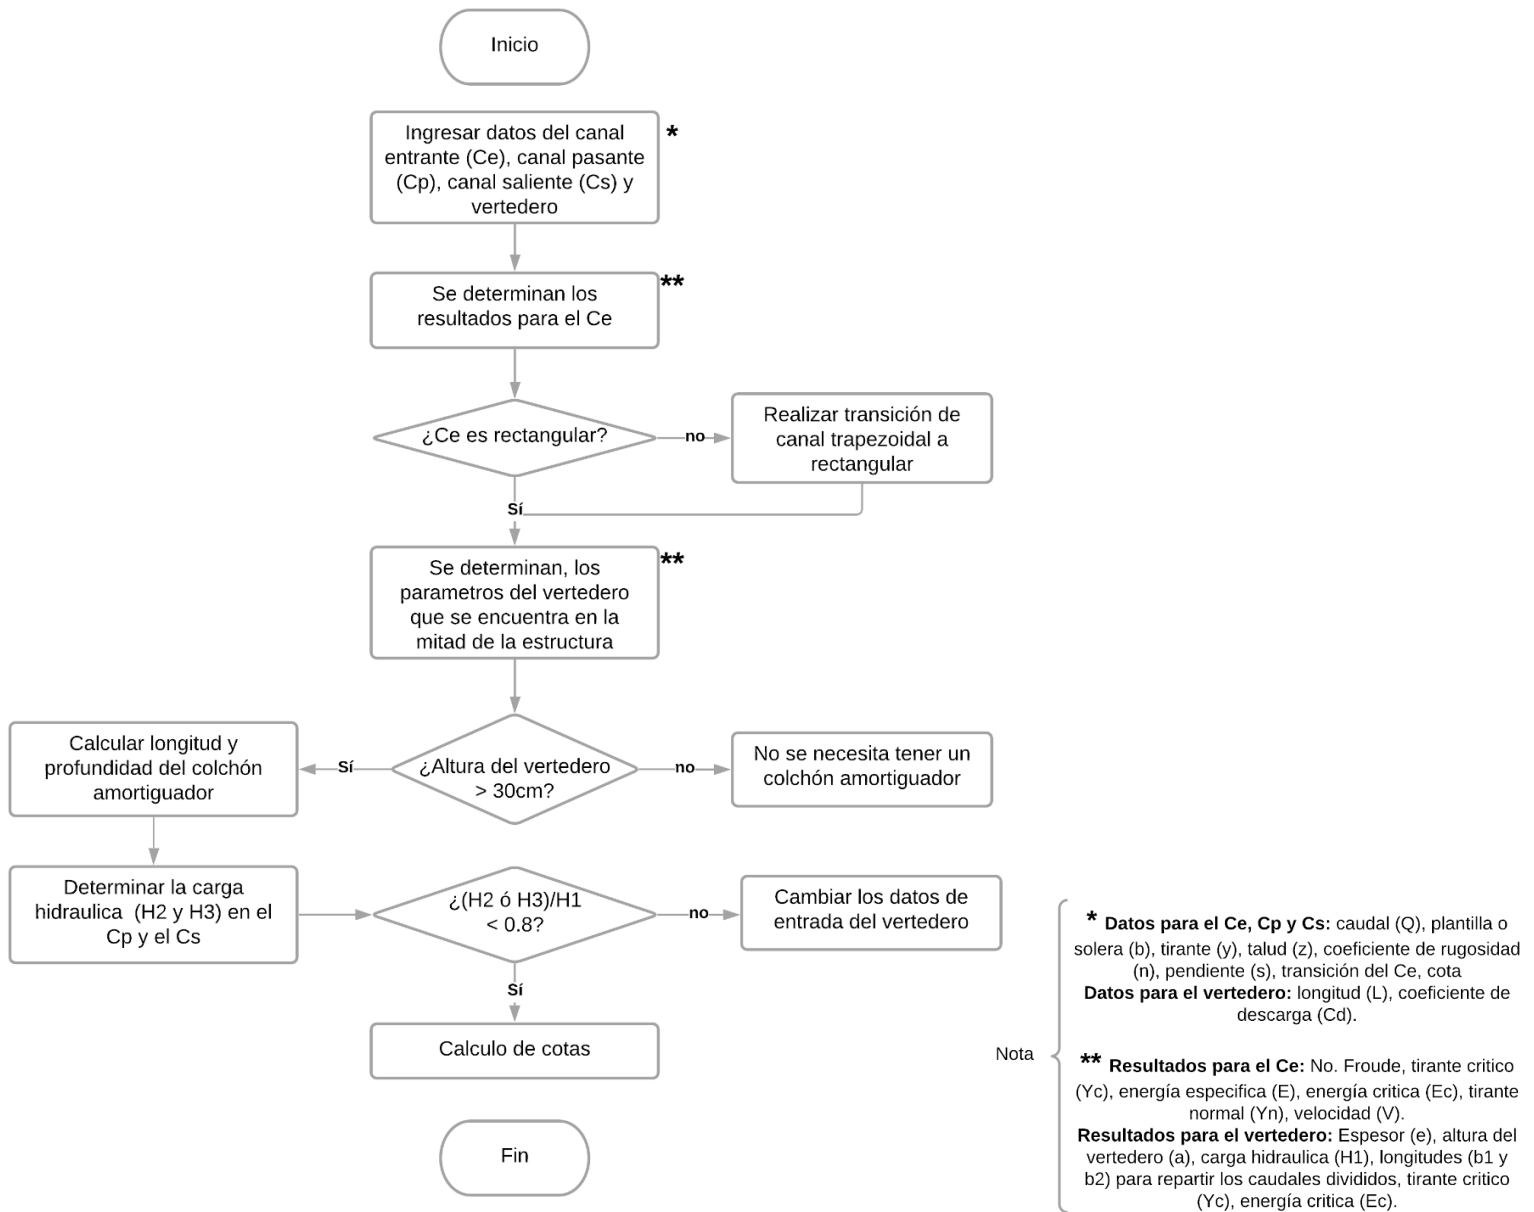 Inicio
Ingresar datos del canal
entrante (Ce), canal pasante
(Cp), canal saliente (Cs) y
vertedero
*
Se determinan los
resultados para el Ce
**
¿Ce es rectangular?
no
Realizar transición de
canal trapezoidal a
rectangular
Sí
Se determinan, los
parametros del vertedero
que se encuentra en la
mitad de la estructura
**
Calcular longitud y
profundidad del colchón
amortiguador
Sí
¿Altura del vertedero
> 30cm?
no
No se necesita tener un
colchón amortiguador
Determinar la carga
hidraulica (H2 y H3) en el
Cp y el Cs
¿(H2 ó H3)/H1
< 0.8?
no
Cambiar los datos de
entrada del vertedero
Sí
Calculo de cotas
Fin
Nota
* Datos para el Ce, Cp y Cs: caudal (Q), plantilla o
solera (b), tirante (y), talud (z), coeficiente de rugosidad
(n), pendiente (s), transición del Ce, cota
Datos para el vertedero: longitud (L), coeficiente de
descarga (Cd).
** Resultados para el Ce: No. Froude, tirante critico
(Yc), energía especifica (E), energía critica (Ec), tirante
normal (Yn), velocidad (V).
Resultados para el vertedero: Espesor (e), altura del
vertedero (a), carga hidraulica (H1), longitudes (b1 y
b2) para repartir los caudales divididos, tirante critico
(Yc), energía critica (Ec).